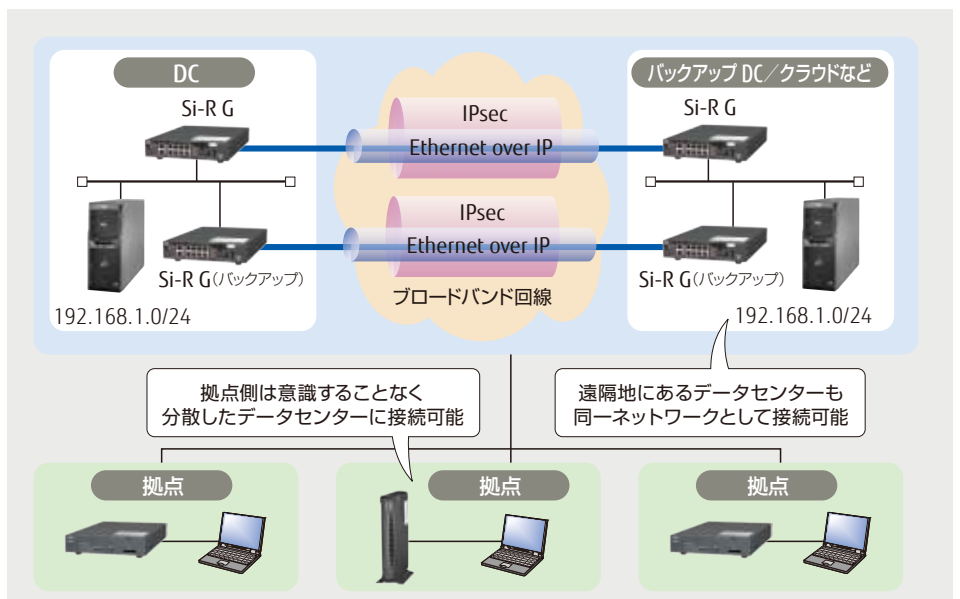 DC
バックアップ DC／クラウドなど
Si-R G
IPsec
Ethernet over IP
Si-R G
IPsec
Ethernet over IP
Si-R G(バックアップ)
Si-R G(バックアップ)
ブロードバンド回線
192.168.1.0/24
192.168.1.0/24
拠点側は意識することなく
分散したデータセンターに接続可能
遠隔地にあるデータセンターも
同一ネットワークとして接続可能
拠点
拠点
拠点